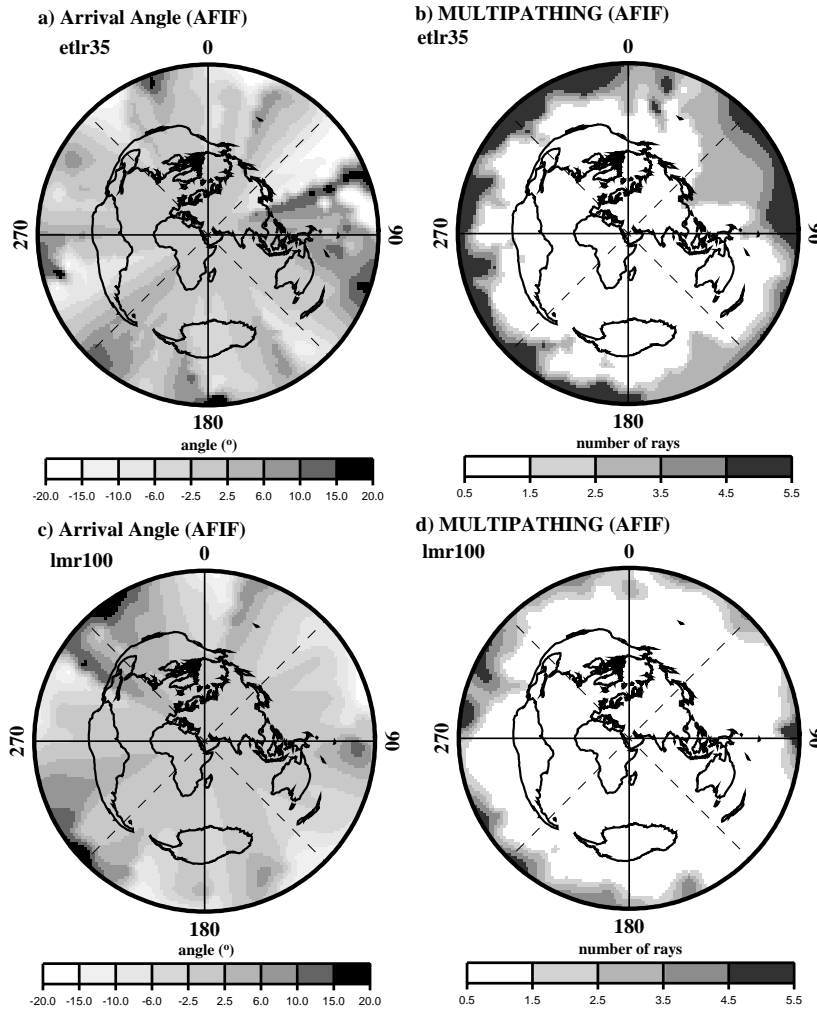 a) Arrival Angle (AFIF)
etlr35
0
270
90
180
angle (º)
-20.0 -15.0 -10.0 -6.0 -2.5 2.5 6.0 10.0 15.0 20.0
b) MULTIPATHING (AFIF)
etlr35
0
270
90
180
number of rays
0.5 1.5 2.5 3.5 4.5 5.5
c) Arrival Angle (AFIF)
lmr100
0
270
90
180
angle (º)
-20.0 -15.0 -10.0 -6.0 -2.5 2.5 6.0 10.0 15.0 20.0
d) MULTIPATHING (AFIF)
lmr100
0
270
90
180
number of rays
0.5 1.5 2.5 3.5 4.5 5.5